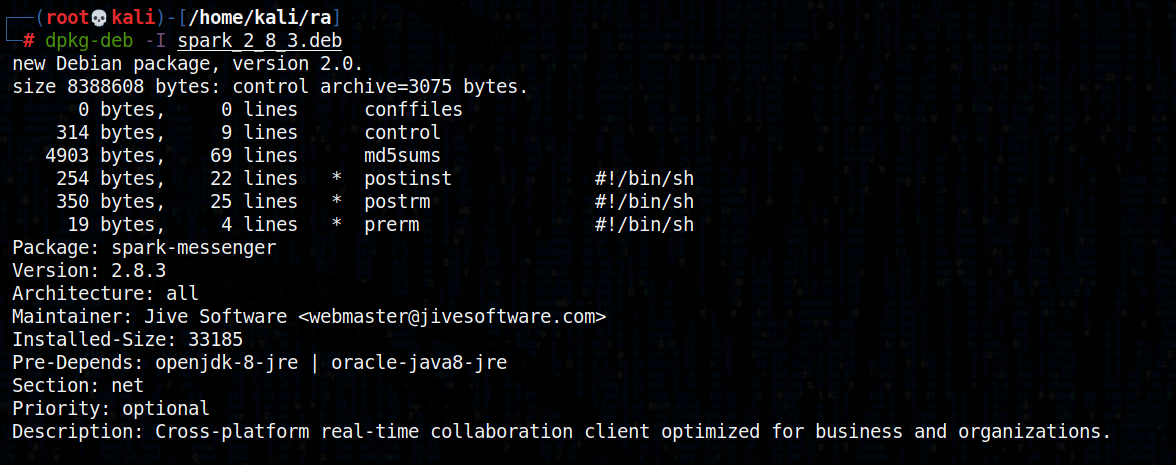 (root💀kali)-[/home/kali/ra]
# dpkg-deb -I spark_2_8_3.deb
new Debian package, version 2.0.
size 8388608 bytes: control archive=3075 bytes.
0 bytes, 0 lines conffiles
314 bytes, 9 lines control
4903 bytes, 69 lines md5sums
254 bytes, 22 lines * postinst #!/bin/sh
350 bytes, 25 lines * postrm #!/bin/sh
19 bytes, 4 lines * prerm #!/bin/sh
Package: spark-messenger
Version: 2.8.3
Architecture: all
Maintainer: Jive Software <webmaster@jivesoftware.com>
Installed-Size: 33185
Pre-Depends: openjdk-8-jre | oracle-java8-jre
Section: net
Priority: optional
Description: Cross-platform real-time collaboration client optimized for business and organizations.